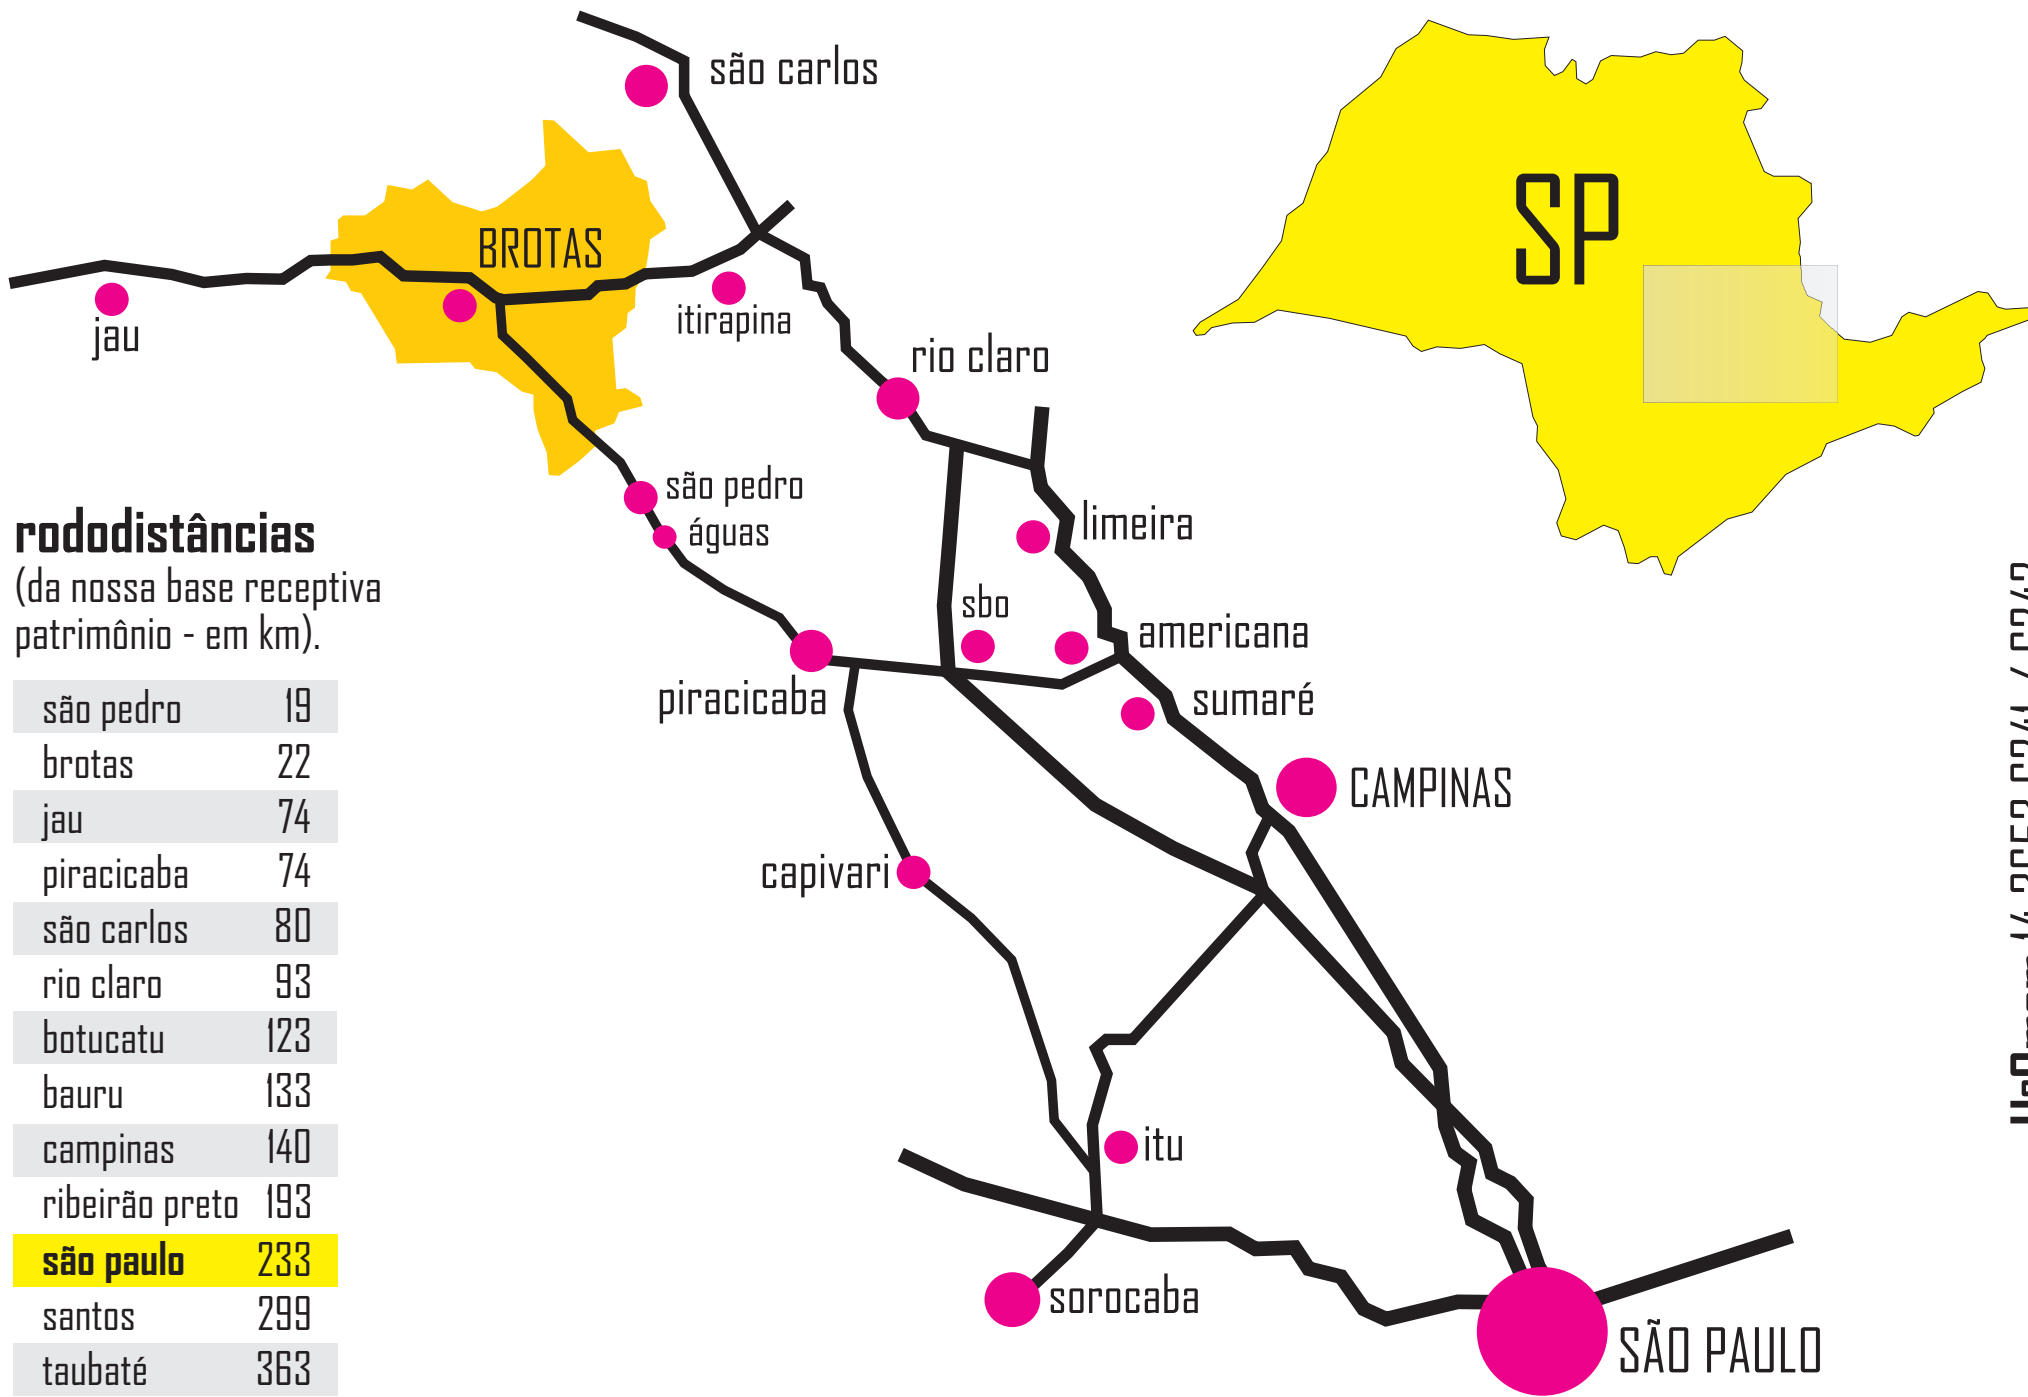 são carlos
SP
BROTAS
itirapina
jau
rio claro
são pedro
águas
limeira
sbo
americana
piracicaba
sumaré
CAMPINAS
capivari
itu
sorocaba
SÃO PAULO
rododistâncias
(da nossa base receptiva
patrimônio - em km).
são pedro 19
brotas 22
jau 74
piracicaba 74
são carlos 80
rio claro 93
botucatu 123
bauru 133
campinas 140
ribeirão preto 193
são paulo 233
santos 299
taubaté 363